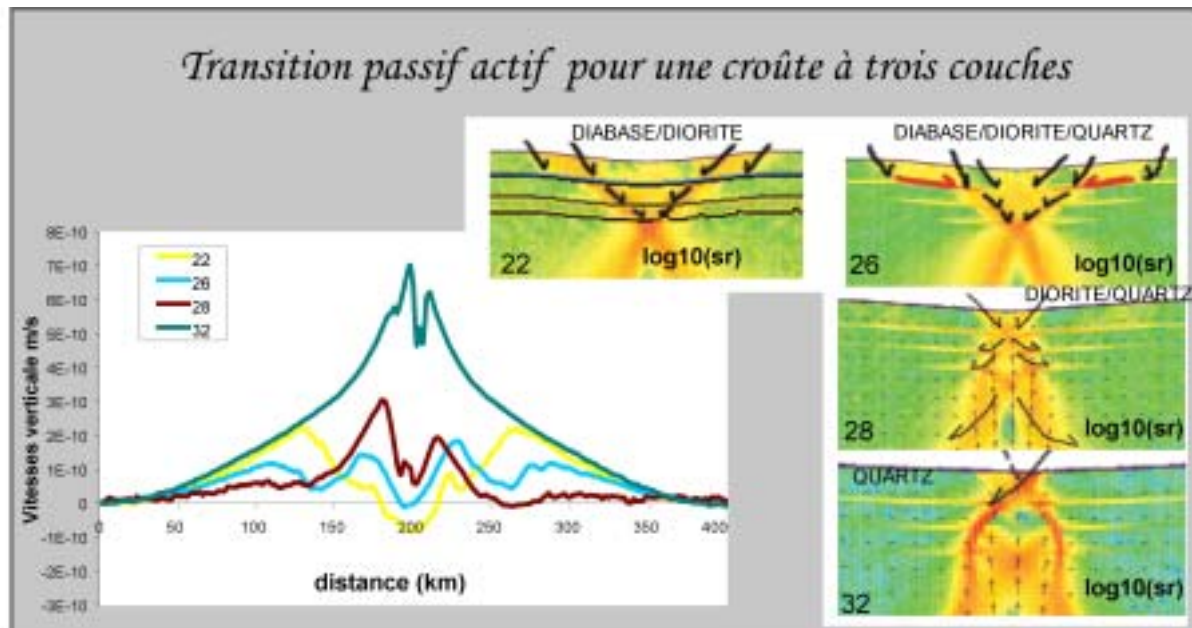 Transition passif actif pour une croûte à trois couches
DIABASE/DIORITE
22
log10(sr)
DIABASE/DIORITE/QUARTZ
26
log10(sr)
DIORITE/QUARTZ
28
log10(sr)
QUARTZ
32
log10(sr)
Vitesses verticale m/s
8E-10
7E-10
6E-10
5E-10
4E-10
3E-10
2E-10
1E-10
0
-1E-10
-2E-10
-3E-10
22
26
28
32
0 50 100 150 200 250 300 350 400
distance (km)